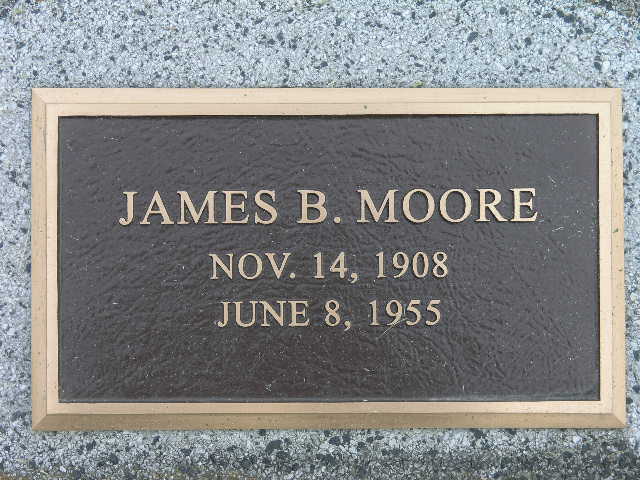 JAMES B. MOORE
NOV. 14, 1908
JUNE 8, 1955